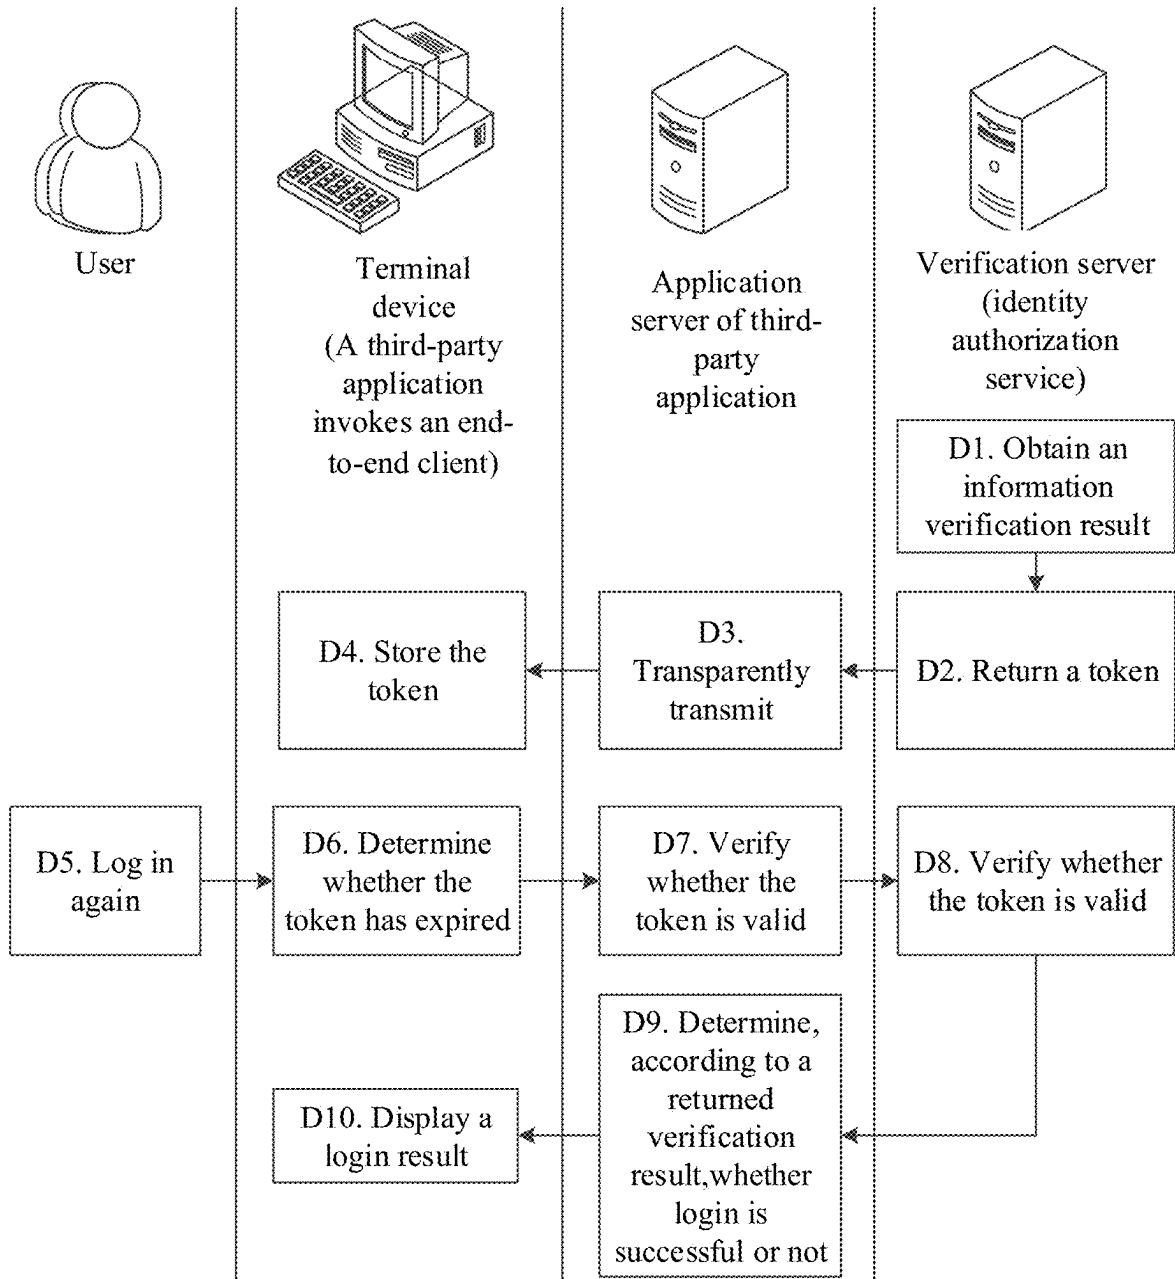 User
Terminal
device
(A third-party
application
invokes an end-
to-end client)
Application
server of third-
party
application
Verification server
(identity
authorization
service)
D1. Obtain an
information
verification result
D4. Store the
token
D3.
Transparently
transmit
D2. Return a token
D5. Log in
again
D6. Determine
whether the
token has expired
D7. Verify
whether the
token is valid
D8. Verify whether
the token is valid
D10. Display a
login result
D9. Determine,
according to a
returned
verification
result,whether
login is
successful or not